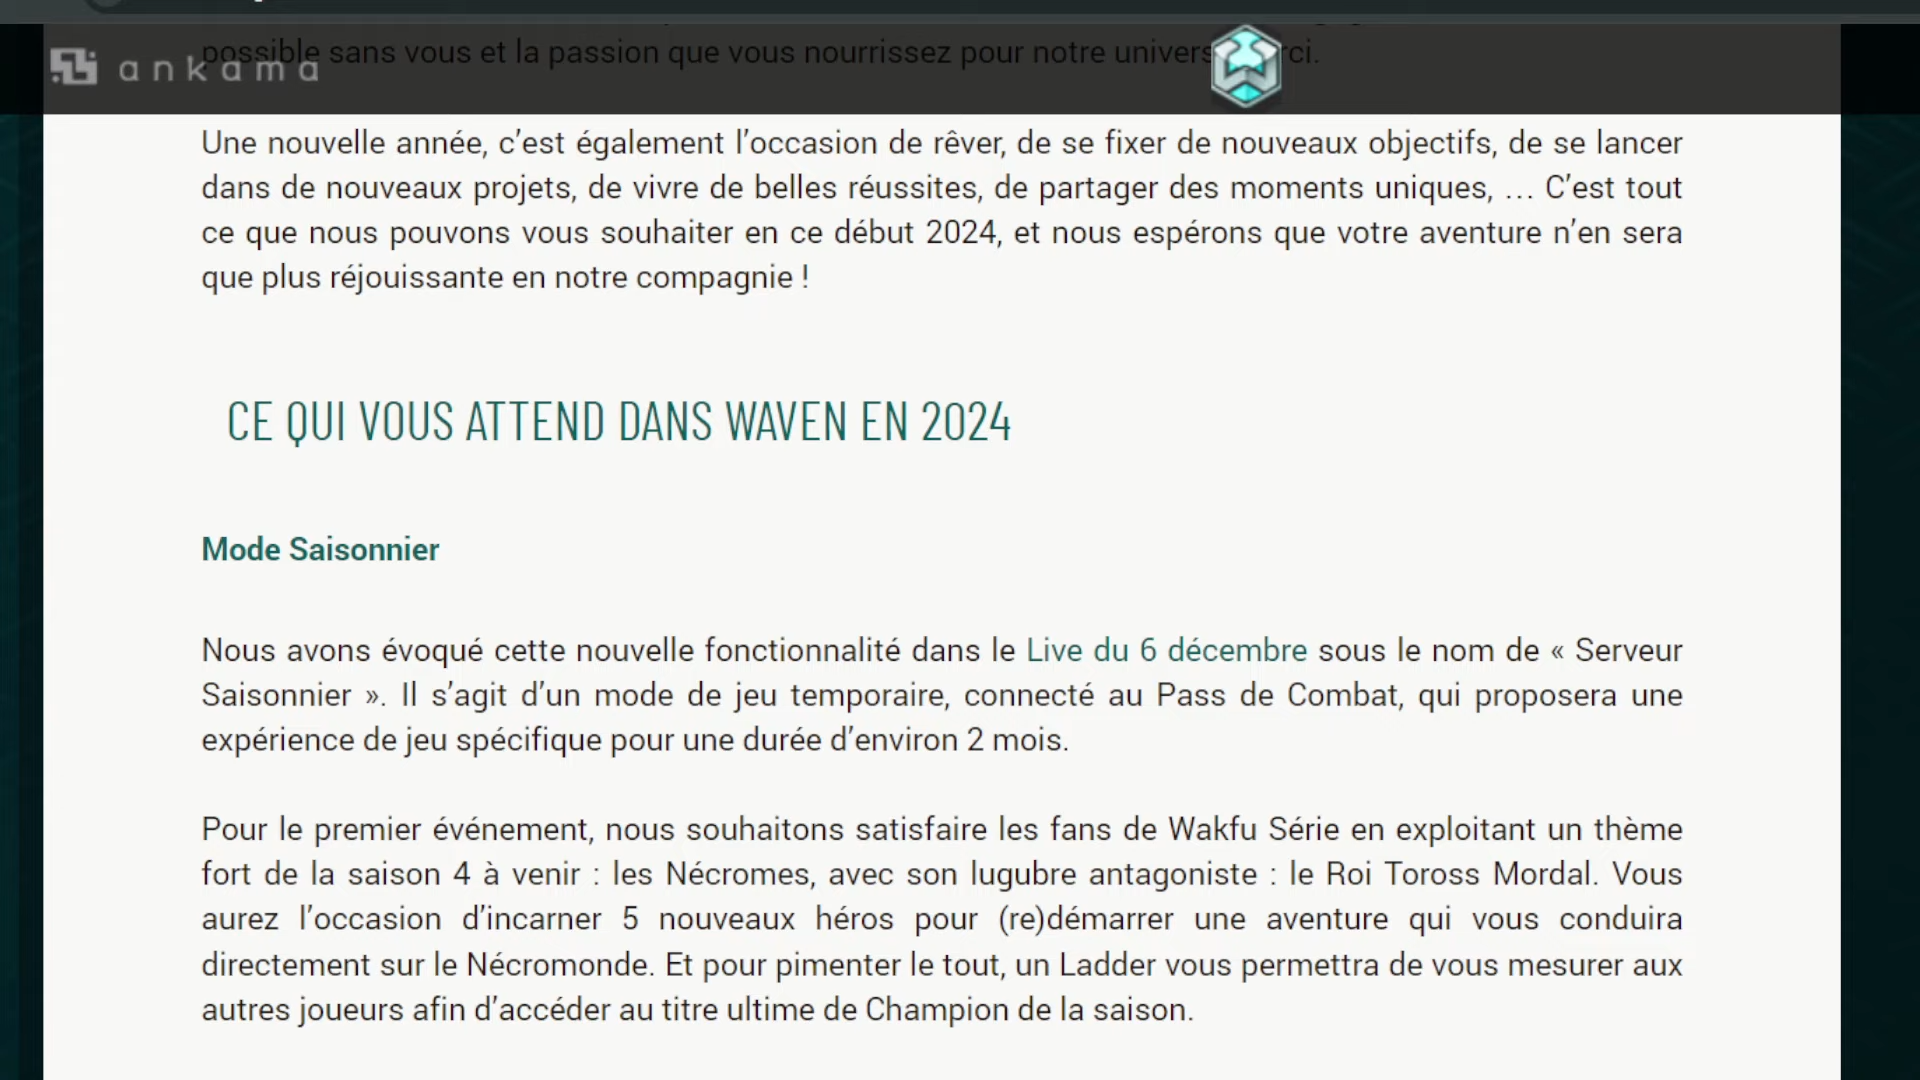 possible sans vous et la passion que vous nourrissez pour notre univers
ankama
Une nouvelle année, c’est également l’occasion de rêver, de se fixer de nouveaux objectifs, de se lancer
dans de nouveaux projets, de vivre de belles réussites, de partager des moments uniques, … C’est tout
ce que nous pouvons vous souhaiter en ce début 2024, et nous espérons que votre aventure n’en sera
que plus réjouissante en notre compagnie !
CE QUI VOUS ATTEND DANS WAVEN EN 2024
Mode Saisonnier
Nous avons évoqué cette nouvelle fonctionnalité dans le Live du 6 décembre sous le nom de « Serveur
Saisonnier ». Il s’agit d’un mode de jeu temporaire, connecté au Pass de Combat, qui proposera une
expérience de jeu spécifique pour une durée d’environ 2 mois.
Pour le premier événement, nous souhaitons satisfaire les fans de Wakfu Série en exploitant un thème
fort de la saison 4 à venir : les Nécromes, avec son lugubre antagoniste : le Roi Toross Mordal. Vous
aurez l’occasion d’incarner 5 nouveaux héros pour (re)démarrer une aventure qui vous conduira
directement sur le Nécromonde. Et pour pimenter le tout, un Ladder vous permettra de vous mesurer aux
autres joueurs afin d’accéder au titre ultime de Champion de la saison.